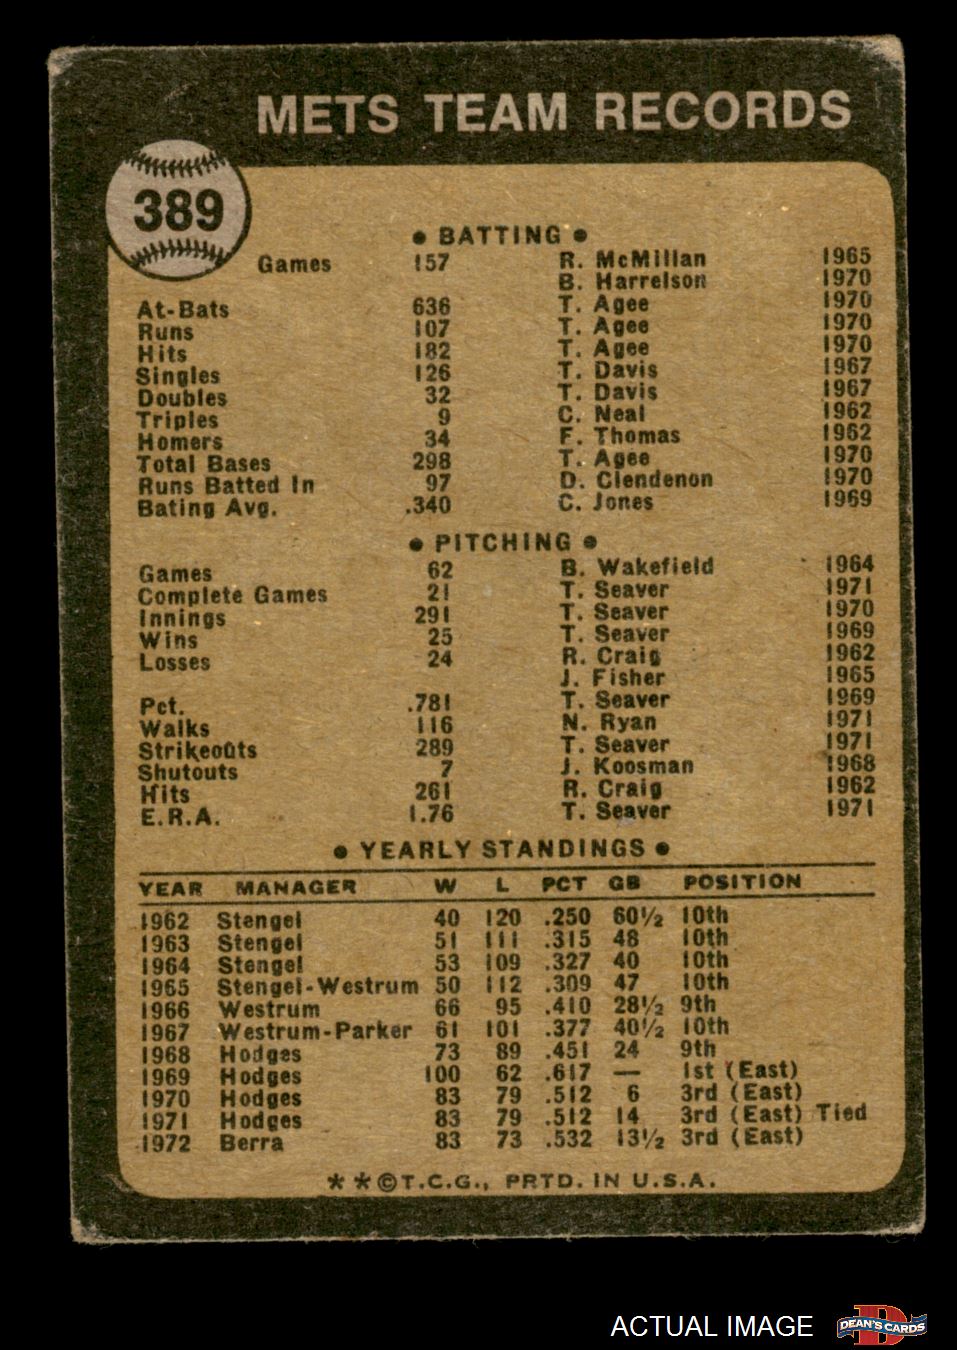 METS TEAM RECORDS
389
• BATTING •
Games 157 R. McMillan 1965
B. Harrelson 1970
At-Bats 636 T. Agee 1970
Runs 107 T. Agee 1970
Hits 182 T. Agee 1970
Singles 126 T. Davis 1967
Doubles 32 T. Davis 1967
Triples 9 C. Neal 1962
Homers 34 F. Thomas 1962
Total Bases 298 T. Agee 1970
Runs Batted In 97 D. Clendenon 1970
Bating Avg. .340 C. Jones 1969
• PITCHING •
Games 62 B. Wakefield 1964
Complete Games 21 T. Seaver 1971
Innings 291 T. Seaver 1970
Wins 25 T. Seaver 1969
Losses 24 R. Craig 1962
J. Fisher 1965
Pct. .781 T. Seaver 1969
Walks 116 N. Ryan 1971
Strikeouts 289 T. Seaver 1971
Shutouts 7 J. Koosman 1968
Hits 261 R. Craig 1962
E.R.A. 1.76 T. Seaver 1971
• YEARLY STANDINGS •
YEAR MANAGER W L PCT GB POSITION
1962 Stengel 40 120 .250 60½ 10th
1963 Stengel 51 111 .315 48 10th
1964 Stengel 53 109 .327 40 10th
1965 Stengel-Westrum 50 112 .309 47 10th
1966 Westrum 66 95 .410 28½ 9th
1967 Westrum-Parker 61 101 .377 40½ 10th
1968 Hodges 73 89 .451 24 9th
1969 Hodges 100 62 .617 — 1st (East)
1970 Hodges 83 79 .512 6 3rd (East)
1971 Hodges 83 79 .512 14 3rd (East) Tied
1972 Berra 83 73 .532 13½ 3rd (East)
* * © T.C.G., PRTD. IN U.S.A.
ACTUAL IMAGE
DEAN'S CARDS